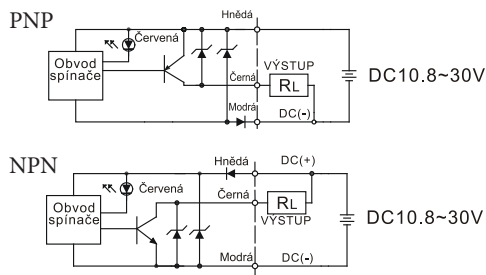 PNP
Hnědá
Červená
Obvod
spínače
VÝSTUP
Černá
RL
DC10.8~30V
Modrá
DC(-)
NPN
Hnědá
DC(+)
Červená
Černá
Obvod
spínače
RL
VÝSTUP
DC10.8~30V
Modrá
DC(-)